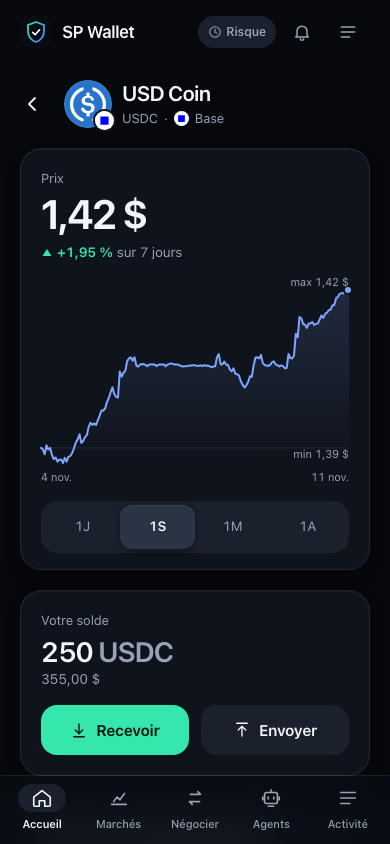 SP Wallet
Risque
USD Coin
USDC · Base
Prix
1,42 $
▲ +1,95 % sur 7 jours
max 1,42 $
min 1,39 $
4 nov. 11 nov.
1J 1S 1M 1A
Votre solde
250 USDC
355,00 $
Recevoir Envoyer
Accueil Marchés Négocier Agents Activité